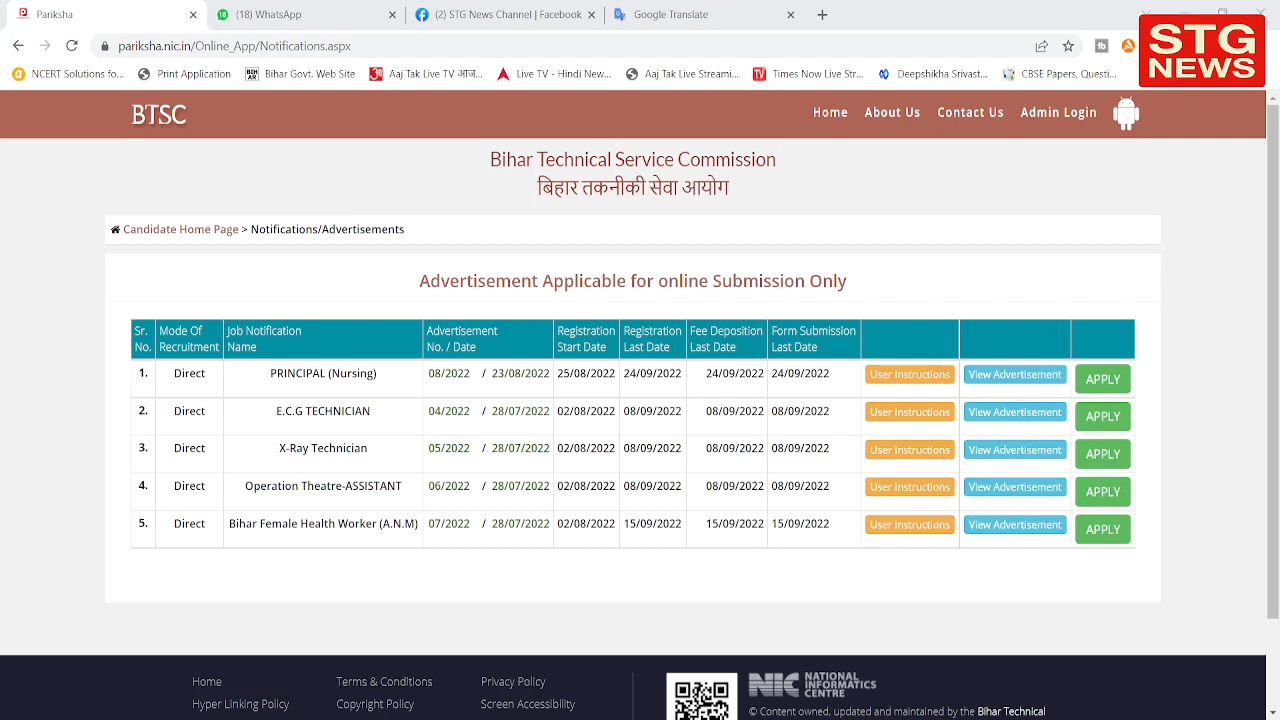 Pariksha
(18) WhatsApp
(2) STG News Channel | Facebook
Google Translate
pariksha.nic.in/Online_App/Notifications.aspx
STG
NEWS
NCERT Solutions fo...
Print Application
Bihar Govt. Web Site
Aaj Tak Live TV आज...
Live TV - Hindi New...
Aaj Tak Live Streami...
Times Now Live Str...
Deepshikha Srivast...
CBSE Papers, Questi...
BTSC
Home About Us Contact Us Admin Login
Bihar Technical Service Commission
बिहार तकनीकी सेवा आयोग
Candidate Home Page > Notifications/Advertisements
Advertisement Applicable for online Submission Only
Sr. No. Mode Of Recruitment Job Notification Name Advertisement No. / Date Registration Start Date Registration Last Date Fee Deposition Last Date Form Submission Last Date
1. Direct PRINCIPAL (Nursing) 08/2022 / 23/08/2022 25/08/2022 24/09/2022 24/09/2022 24/09/2022 User Instructions View Advertisement APPLY
2. Direct E.C.G TECHNICIAN 04/2022 / 28/07/2022 02/08/2022 08/09/2022 08/09/2022 08/09/2022 User Instructions View Advertisement APPLY
3. Direct X-Ray Technician 05/2022 / 28/07/2022 02/08/2022 08/09/2022 08/09/2022 08/09/2022 User Instructions View Advertisement APPLY
4. Direct Operation Theatre-ASSISTANT 06/2022 / 28/07/2022 02/08/2022 08/09/2022 08/09/2022 08/09/2022 User Instructions View Advertisement APPLY
5. Direct Bihar Female Health Worker (A.N.M) 07/2022 / 28/07/2022 02/08/2022 15/09/2022 15/09/2022 15/09/2022 User Instructions View Advertisement APPLY
Home Terms & Conditions Privacy Policy
Hyper Linking Policy Copyright Policy Screen Accessibility
NIC NATIONAL
INFORMATICS
CENTRE
© Content owned, updated and maintained by the Bihar Technical